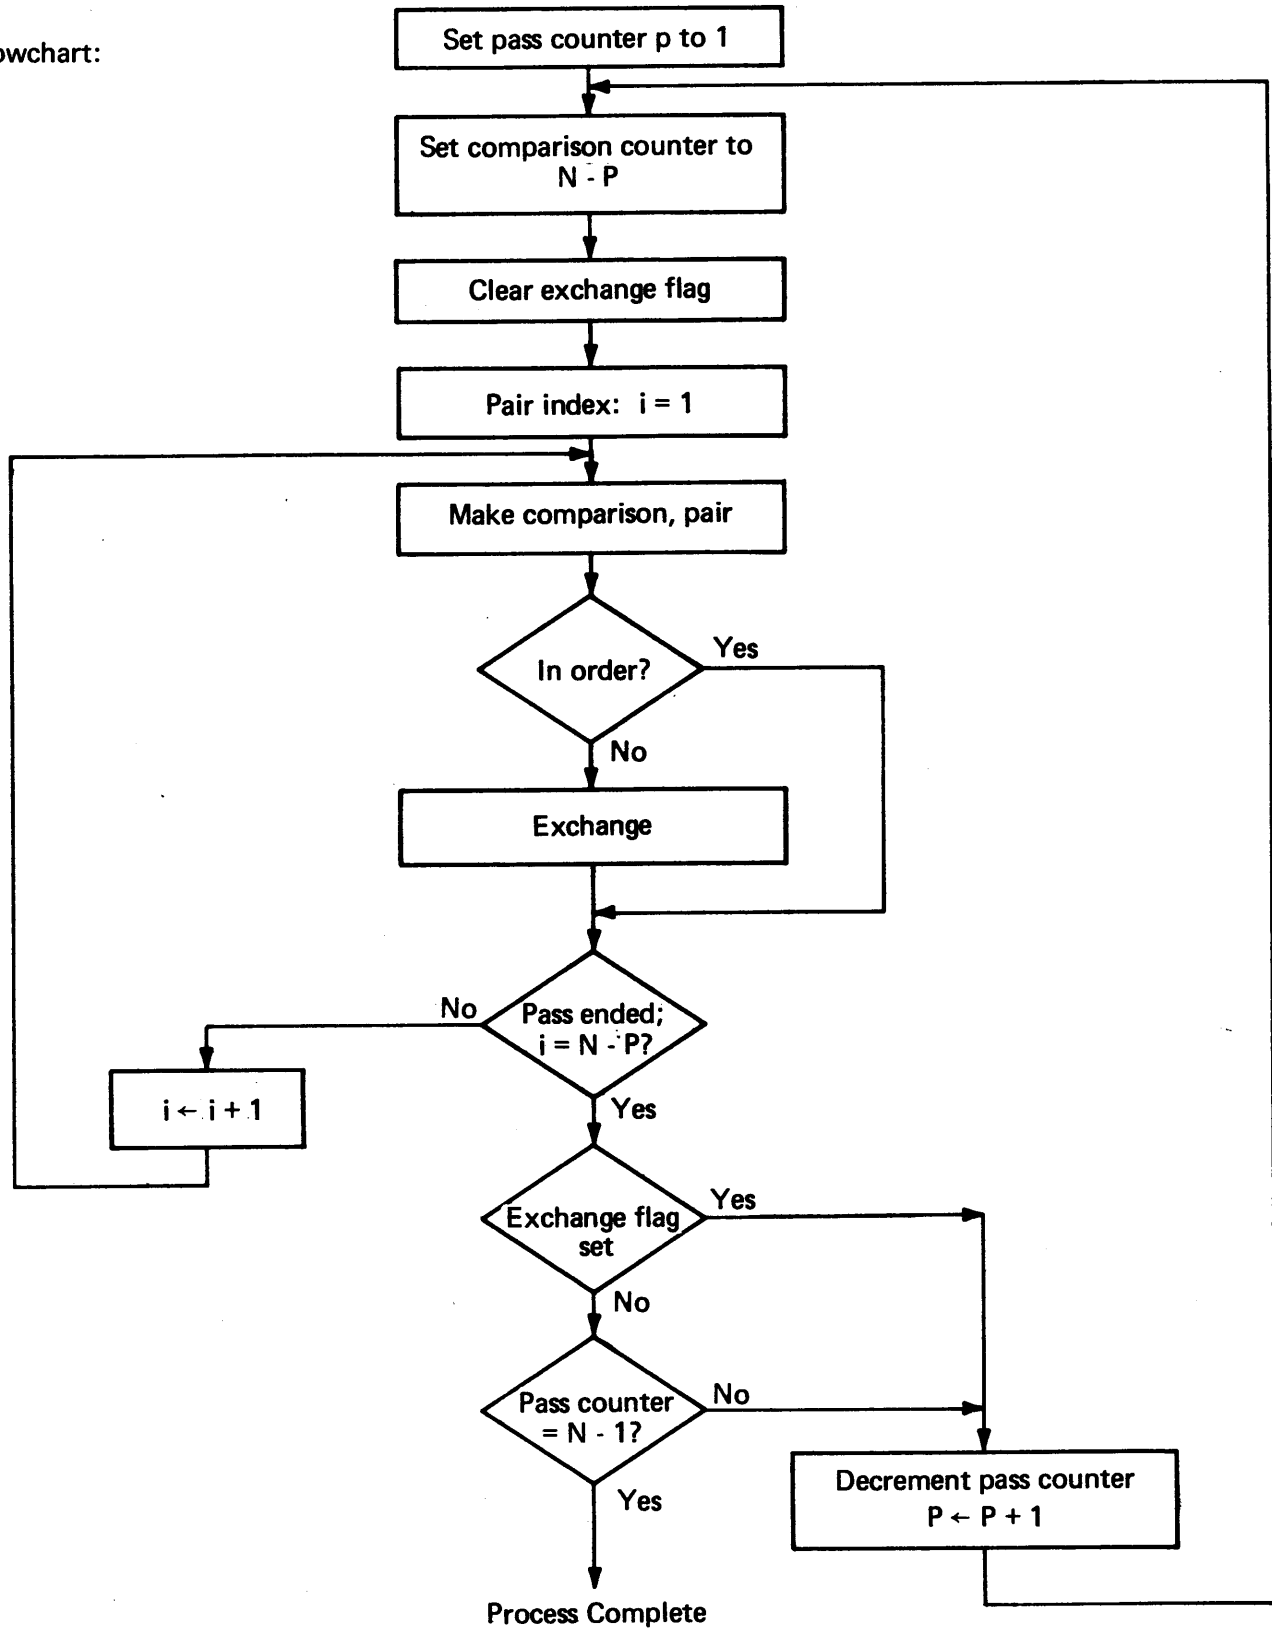 owchart:
Set pass counter p to 1
Set comparison counter to
N - P
Clear exchange flag
Pair index: i = 1
Make comparison, pair
In order?
Yes
No
Exchange
Pass ended;
i = N - P?
No
i ← i + 1
Yes
Exchange flag
set
Yes
No
Pass counter
= N - 1?
No
Decrement pass counter
P ← P + 1
Yes
Process Complete